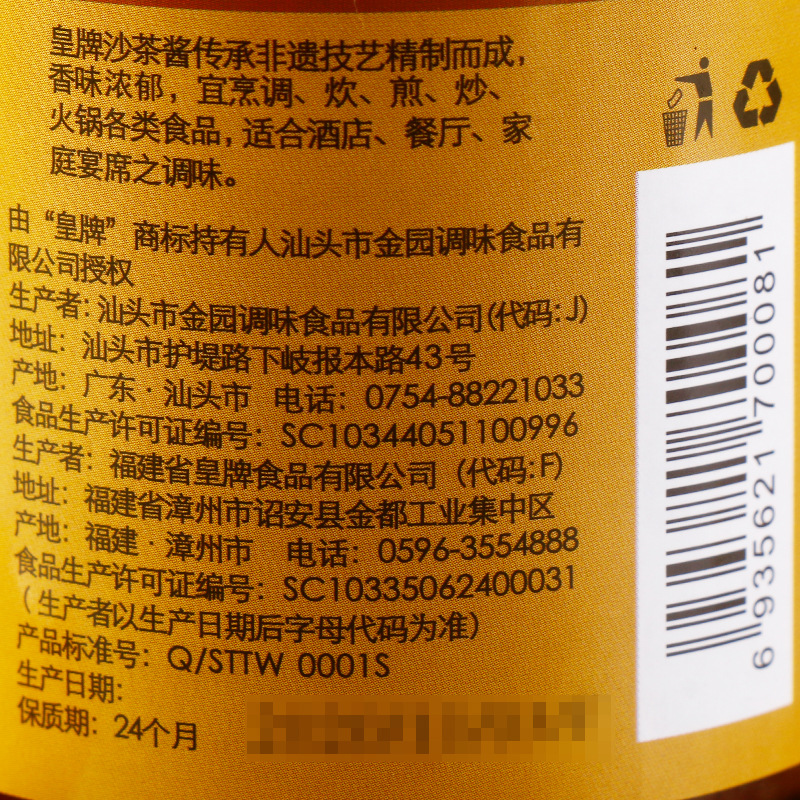 皇牌沙茶酱传承非遗技艺精制而成，
香味浓郁，宜烹调、炊、煎、炒、
火锅各类食品，适合酒店、餐厅、家
庭宴席之调味。
由“皇牌”商标持有人汕头市金园调味食品有
限公司授权
生产者：汕头市金园调味食品有限公司(代码：J)
地址：汕头市护堤路下岐报本路43号
产地：广东·汕头市 电话：0754-88221033
食品生产许可证编号：SC10344051100996
生产者：福建省皇牌食品有限公司（代码:F）
地址：福建省漳州市诏安县金都工业集中区
产地：福建·漳州市 电话：0596-3554888
食品生产许可证编号：SC10335062400031
（生产者以生产日期后字母代码为准）
产品标准号：Q/STTW 0001S
生产日期：
保质期：24个月
6935621700081